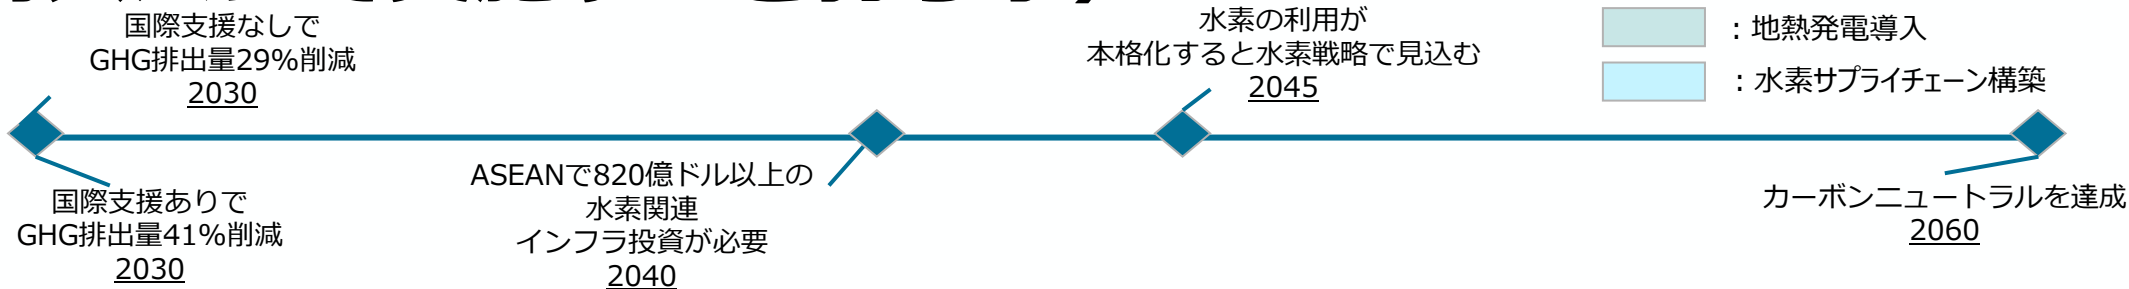 国際支援なしで
GHG排出量29%削減
2030
国際支援ありで
GHG排出量41%削減
2030
ASEANで820億ドル以上の
水素関連
インフラ投資が必要
2040
水素の利用が
本格化すると水素戦略で見込む
2045
カーボンニュートラルを達成
2060
：地熱発電導入
：水素サプライチェーン構築